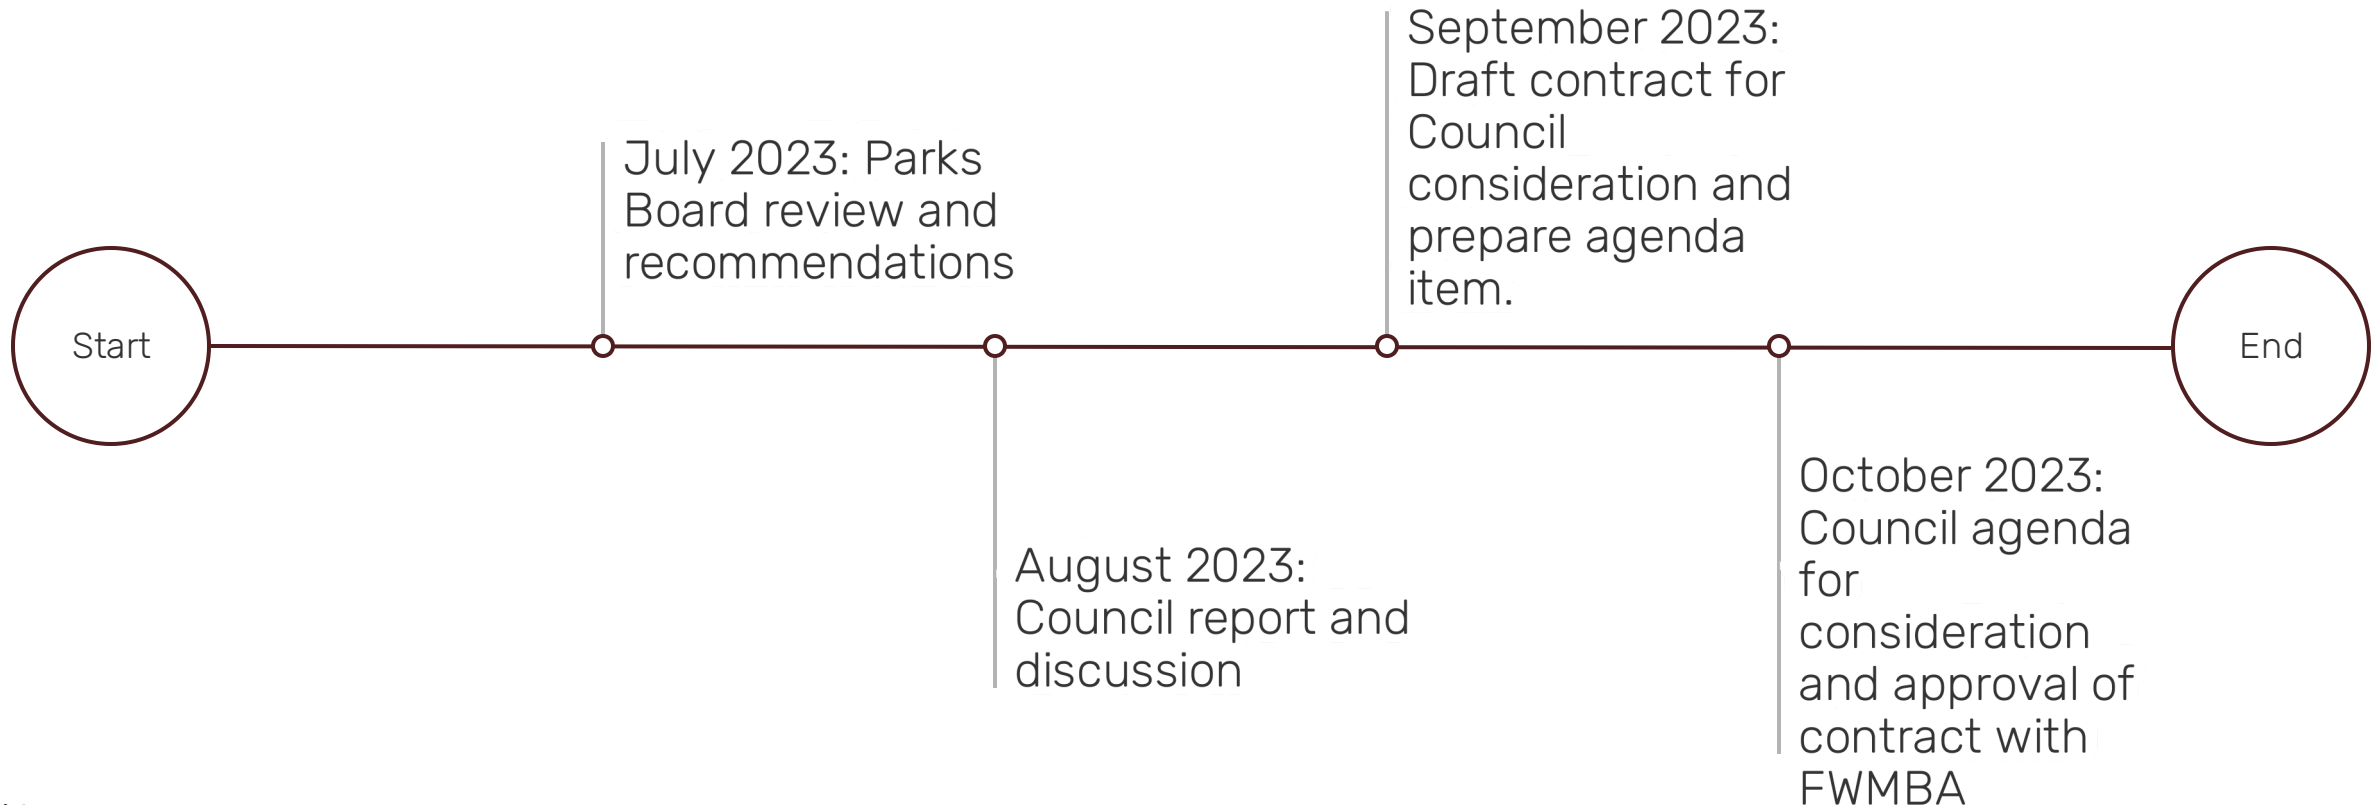 Start
July 2023: Parks
Board review and
recommendations
August 2023:
Council report and
discussion
September 2023:
Draft contract for
Council
consideration and
prepare agenda
item.
October 2023:
Council agenda
for
consideration
and approval of
contract with
FWMBA
End